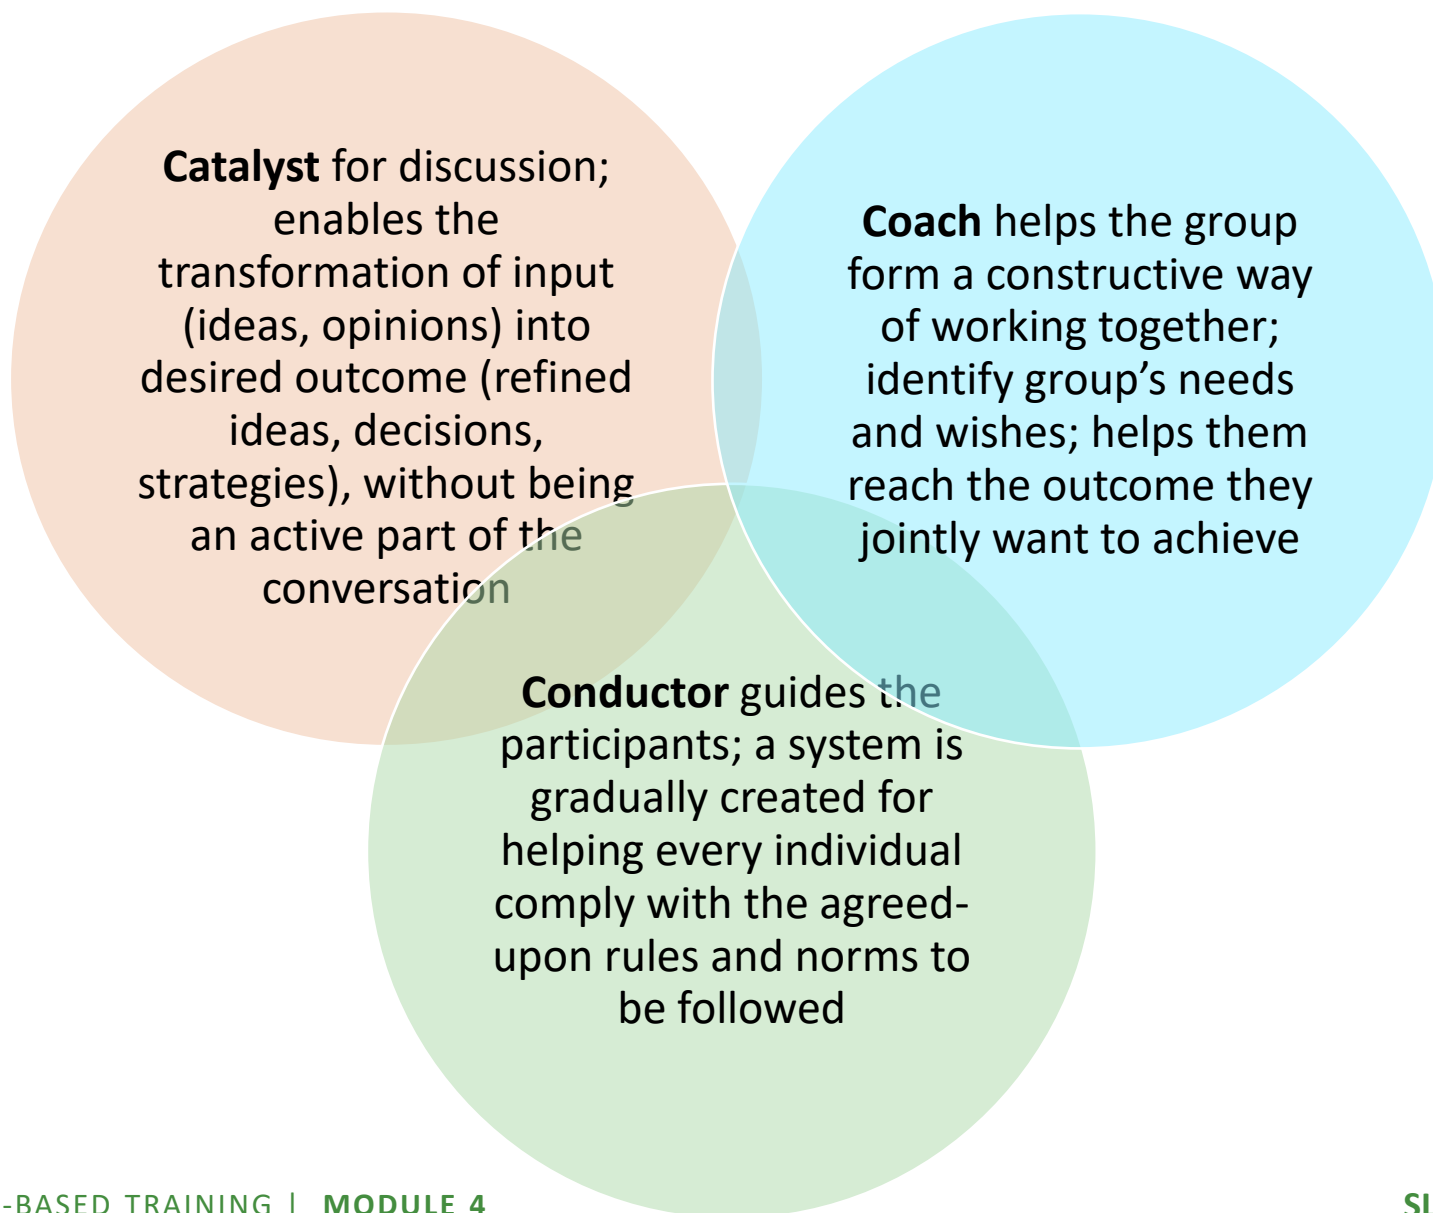 Catalyst for discussion;
enables the
transformation of input
(ideas, opinions) into
desired outcome (refined
ideas, decisions,
strategies), without being
an active part of the
conversation
Coach helps the group
form a constructive way
of working together;
identify group’s needs
and wishes; helps them
reach the outcome they
jointly want to achieve
Conductor guides the
participants; a system is
gradually created for
helping every individual
comply with the agreed-
upon rules and norms to
be followed
-BASED TRAINING | MODULE 4